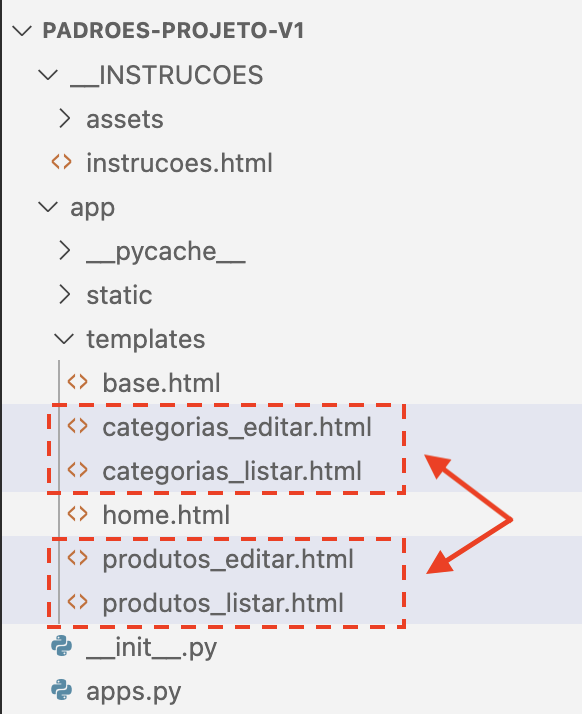 PADROES-PROJETO-V1
__INSTRUCOES
assets
instrucoes.html
app
__pycache__
static
templates
base.html
categorias_editar.html
categorias_listar.html
home.html
produtos_editar.html
produtos_listar.html
__init__.py
apps.py